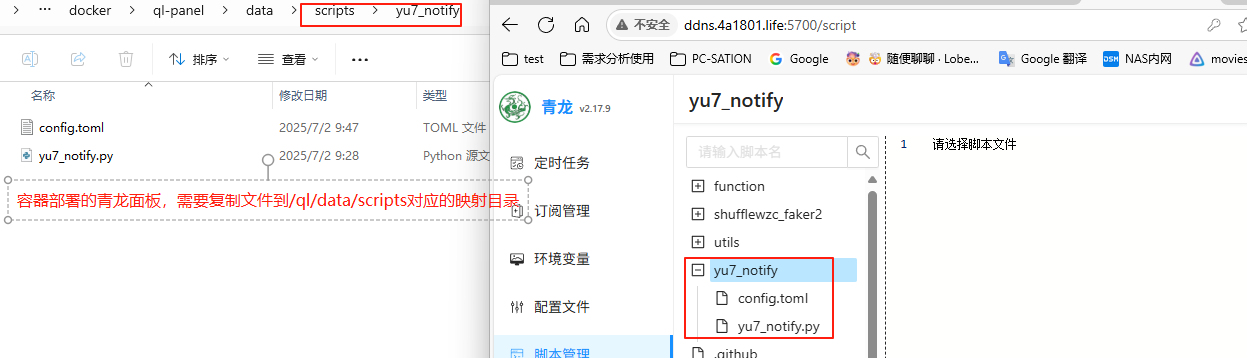 docker
ql-panel
data
scripts
yu7_notify
排序
查看
名称
修改日期
类型
config.toml
2025/7/2 9:47
TOML 文件
yu7_notify.py
2025/7/2 9:28
Python 源文
容器部署的青龙面板，需要复制文件到/ql/data/scripts对应的映射目录
不安全
ddns.4a1801.life:5700/script
test
需求分析使用
PC-SATION
Google
随便聊聊 · Lobe...
Google 翻译
DSM
NAS内网
movies
青龙
v2.17.9
定时任务
订阅管理
环境变量
配置文件
脚本管理
yu7_notify
请输入脚本名
function
shufflewzc_faker2
utils
yu7_notify
config.toml
yu7_notify.py
.github
1
请选择脚本文件